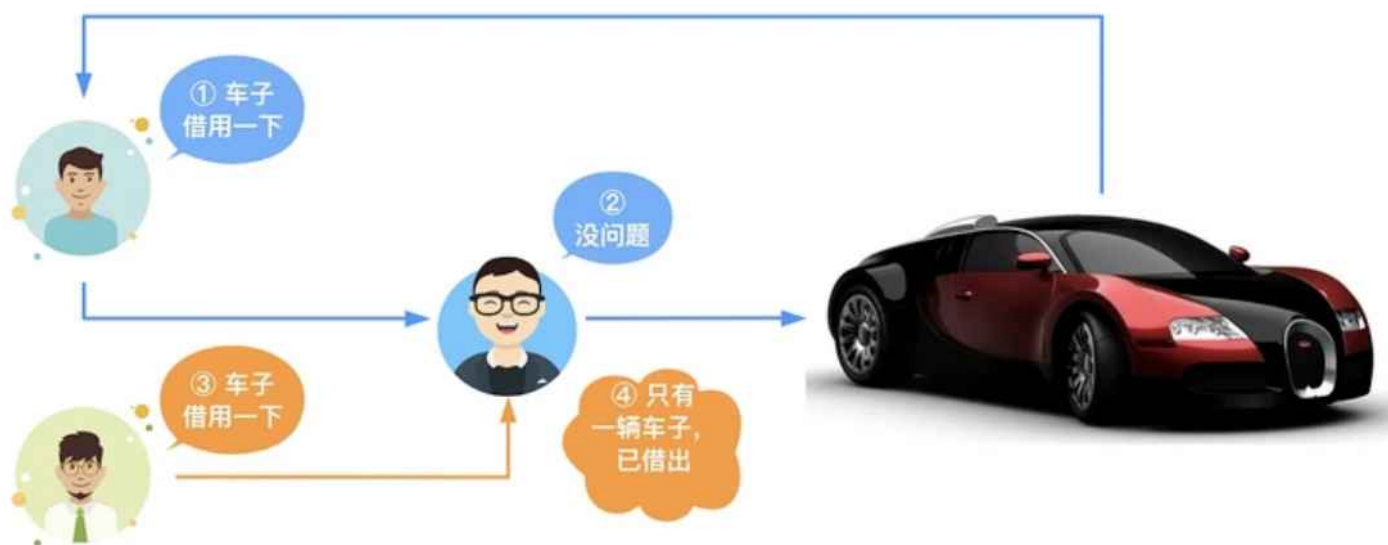 ① 车子
借用一下
②
没问题
③ 车子
借用一下
④ 只有
一辆车子,
已借出